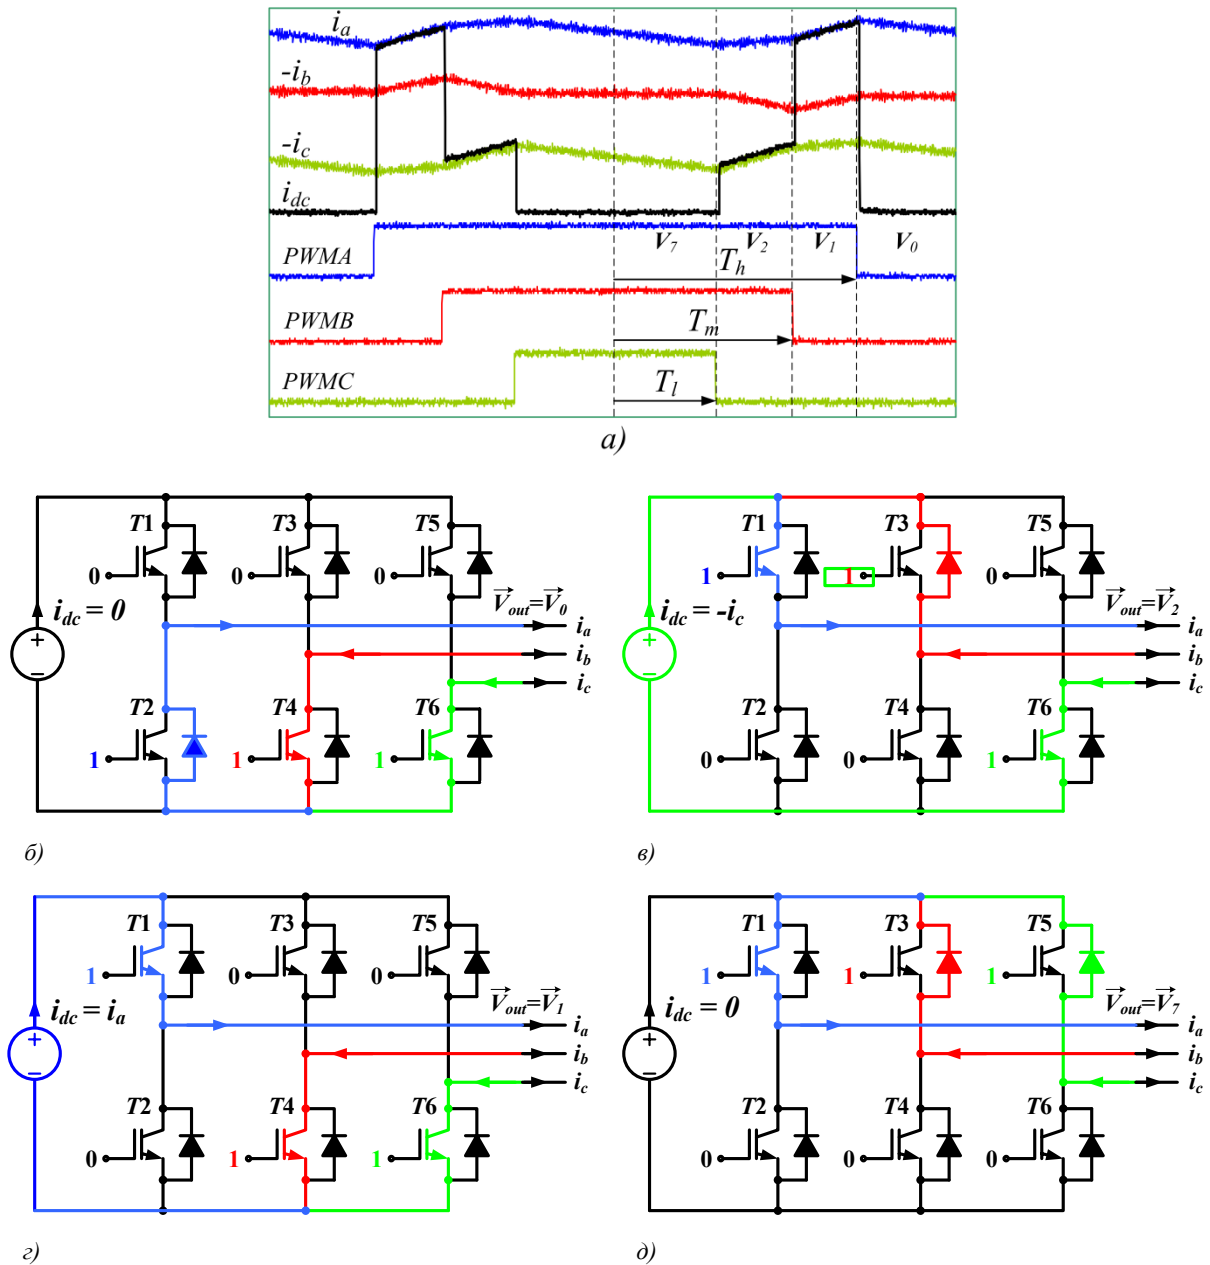 i_a
-i_b
-i_c
i_dc
V_7 V_2 V_1 V_0
PWMA
T_h
PWMB
T_m
PWMC
T_l
а)
T1 T3 T5
0 0 0
V_out=V_0
i_dc = 0
i_a
i_b
i_c
T2 T4 T6
1 1 1
б)
T1 T3 T5
1 1 0
V_out=V_2
i_dc = -i_c
i_a
i_b
i_c
T2 T4 T6
0 0 1
в)
T1 T3 T5
1 0 0
V_out=V_1
i_dc = i_a
i_a
i_b
i_c
T2 T4 T6
0 1 1
г)
T1 T3 T5
1 1 1
V_out=V_7
i_dc = 0
i_a
i_b
i_c
T2 T4 T6
0 0 0
д)